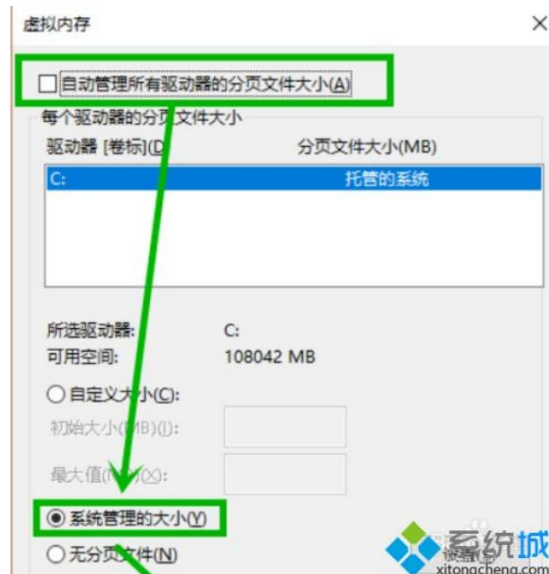 虚拟内存
自动管理所有驱动器的分页文件大小(A)
每个驱动器的分页文件大小
驱动器 [卷标](D 分页文件大小(MB)
C: 托管的系统
所选驱动器: C:
可用空间: 108042 MB
自定义大小(C):
初始大小(MB)(I):
最大值( )(X):
系统管理的大小(Y)
无分页文件(N)
系统城
xitongcheng.com